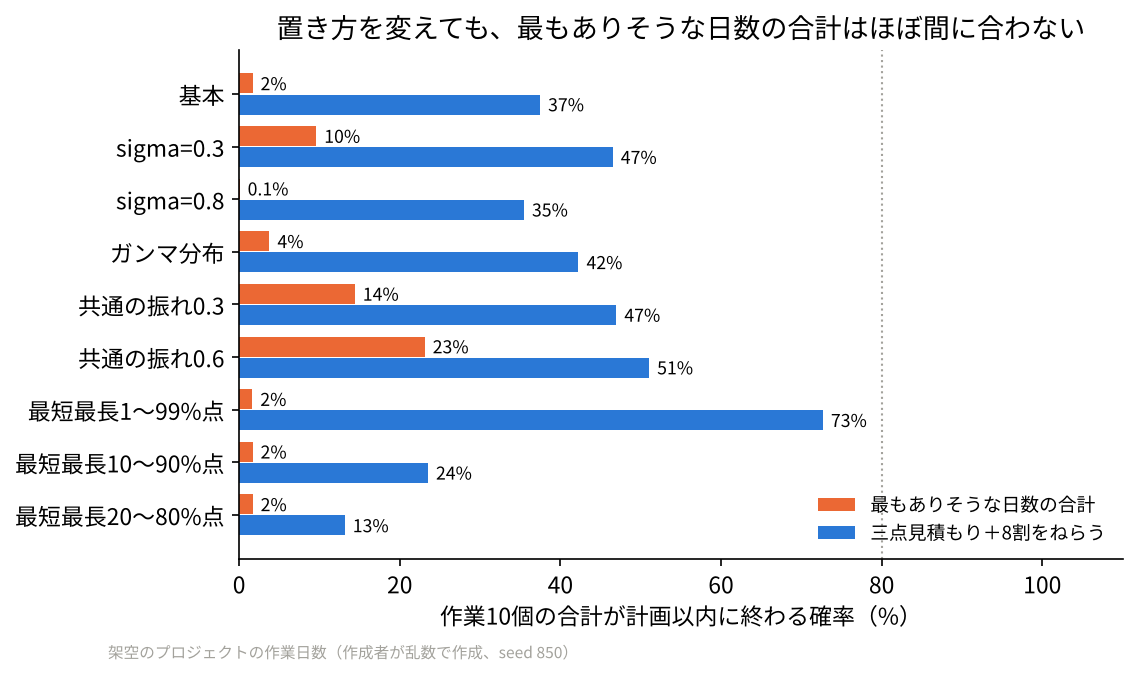 置き方を変えても、最もありそうな日数の合計はほぼ間に合わない
基本
2%
37%
sigma=0.3
10%
47%
sigma=0.8
0.1%
35%
ガンマ分布
4%
42%
共通の振れ0.3
14%
47%
共通の振れ0.6
23%
51%
最短最長1～99%点
2%
73%
最短最長10～90%点
2%
24%
最短最長20～80%点
2%
13%
最もありそうな日数の合計
三点見積もり＋8割をねらう
0 20 40 60 80 100
作業10個の合計が計画以内に終わる確率（%）
架空のプロジェクトの作業日数（作成者が乱数で作成、seed 850）